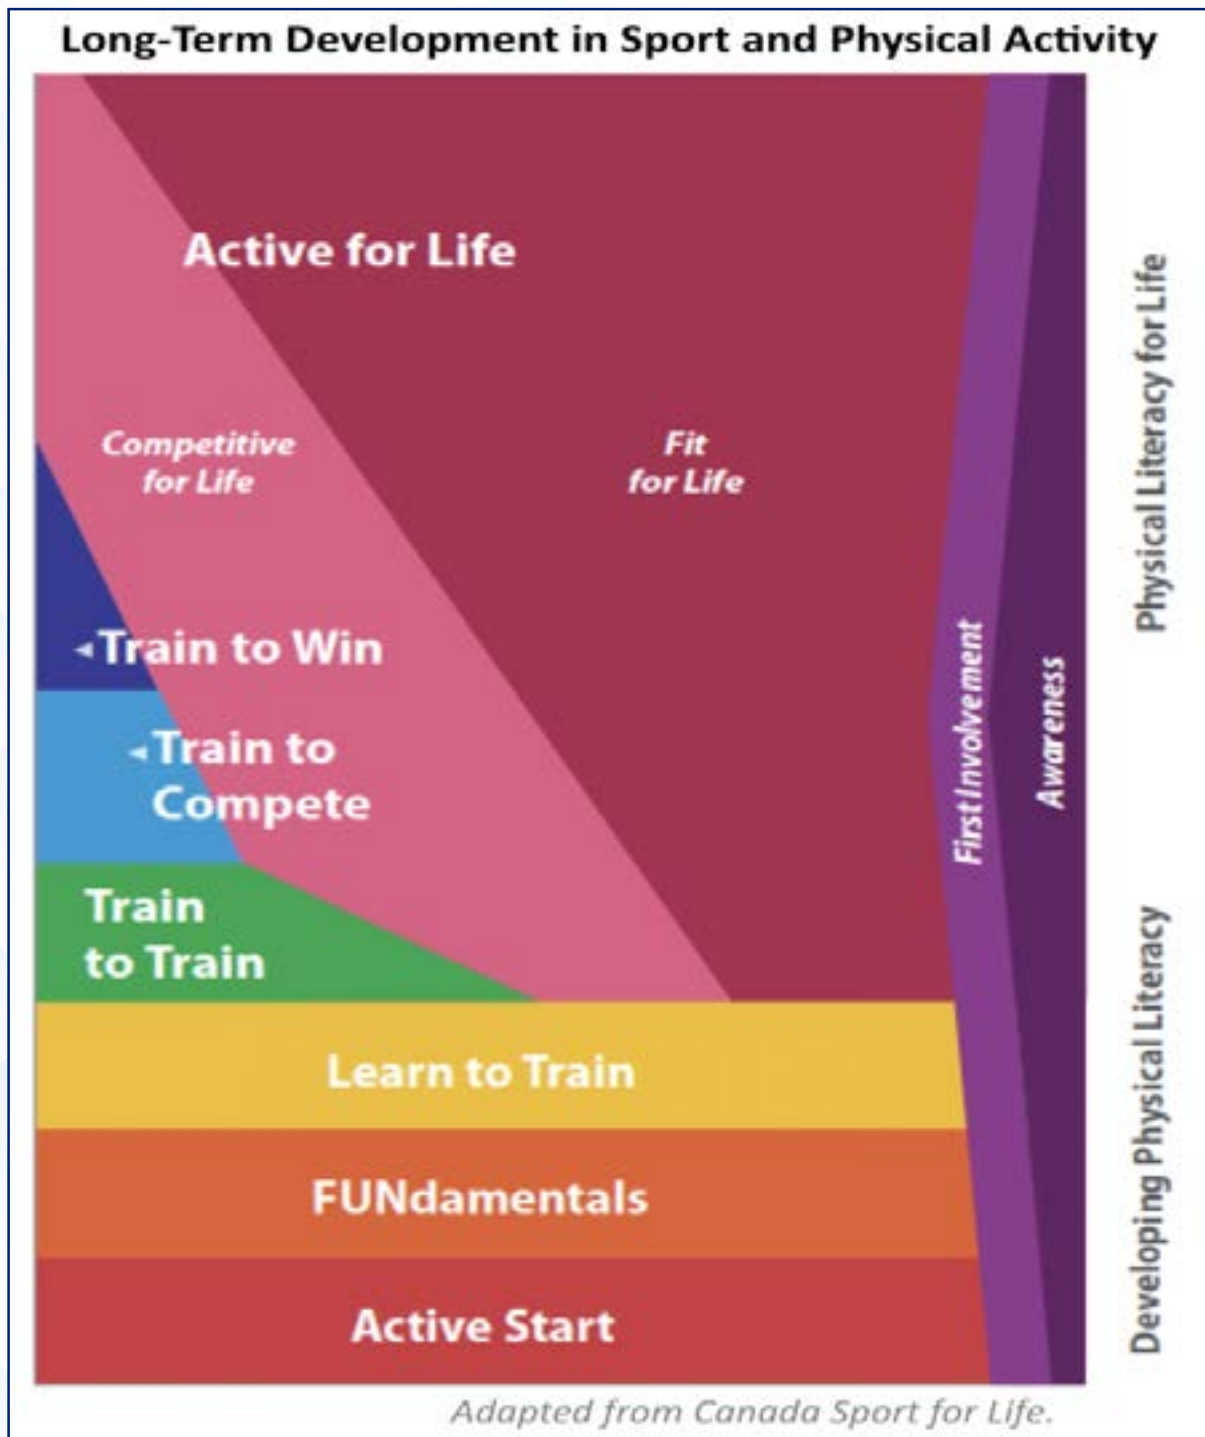 Long-Term Development in Sport and Physical Activity
Active for Life
Competitive
for Life
Fit
for Life
◄Train to Win
◄Train to
Compete
Train
to Train
Learn to Train
FUNdamentals
Active Start
First Involvement
Awareness
Physical Literacy for Life
Developing Physical Literacy
Adapted from Canada Sport for Life.